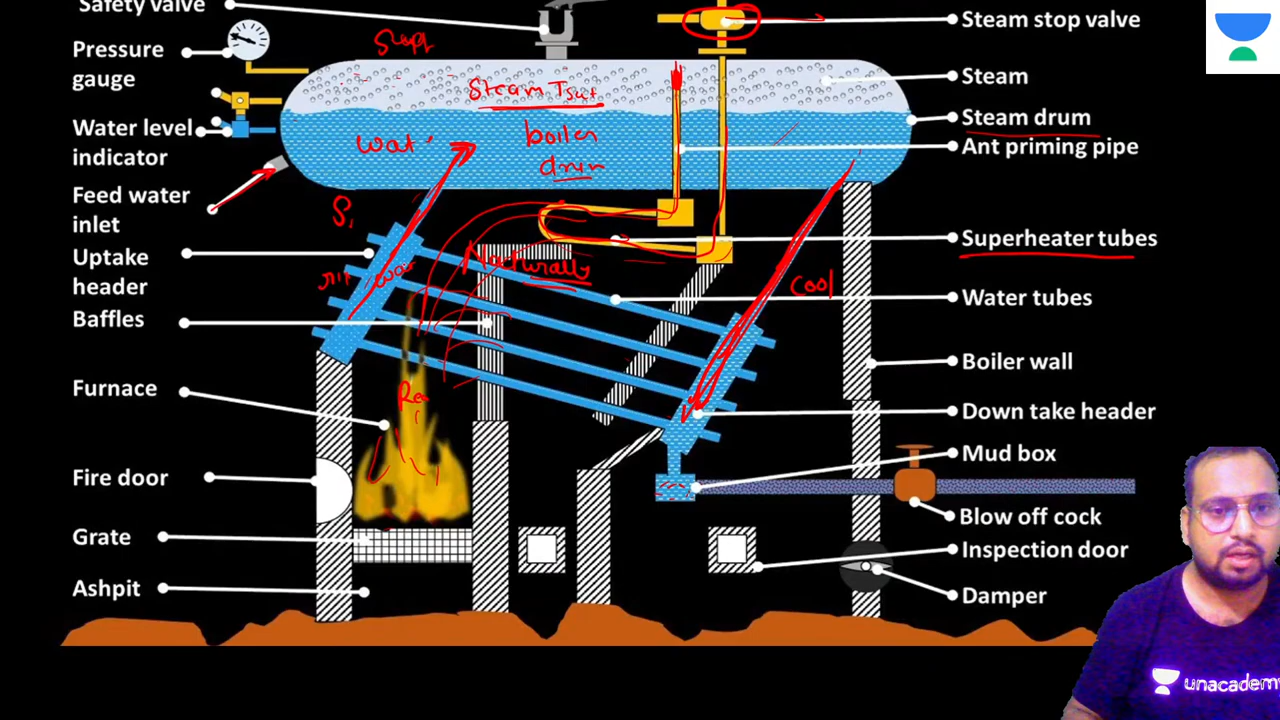 Safety valve
Pressure
gauge
Water level
indicator
Feed water
inlet
Uptake
header
Baffles
Furnace
Fire door
Grate
Ashpit
Steam Tsat
boiler
drum
Naturally
cool
Steam stop valve
Steam
Steam drum
Ant priming pipe
Superheater tubes
Water tubes
Boiler wall
Down take header
Mud box
Blow off cock
Inspection door
Damper
unacademy